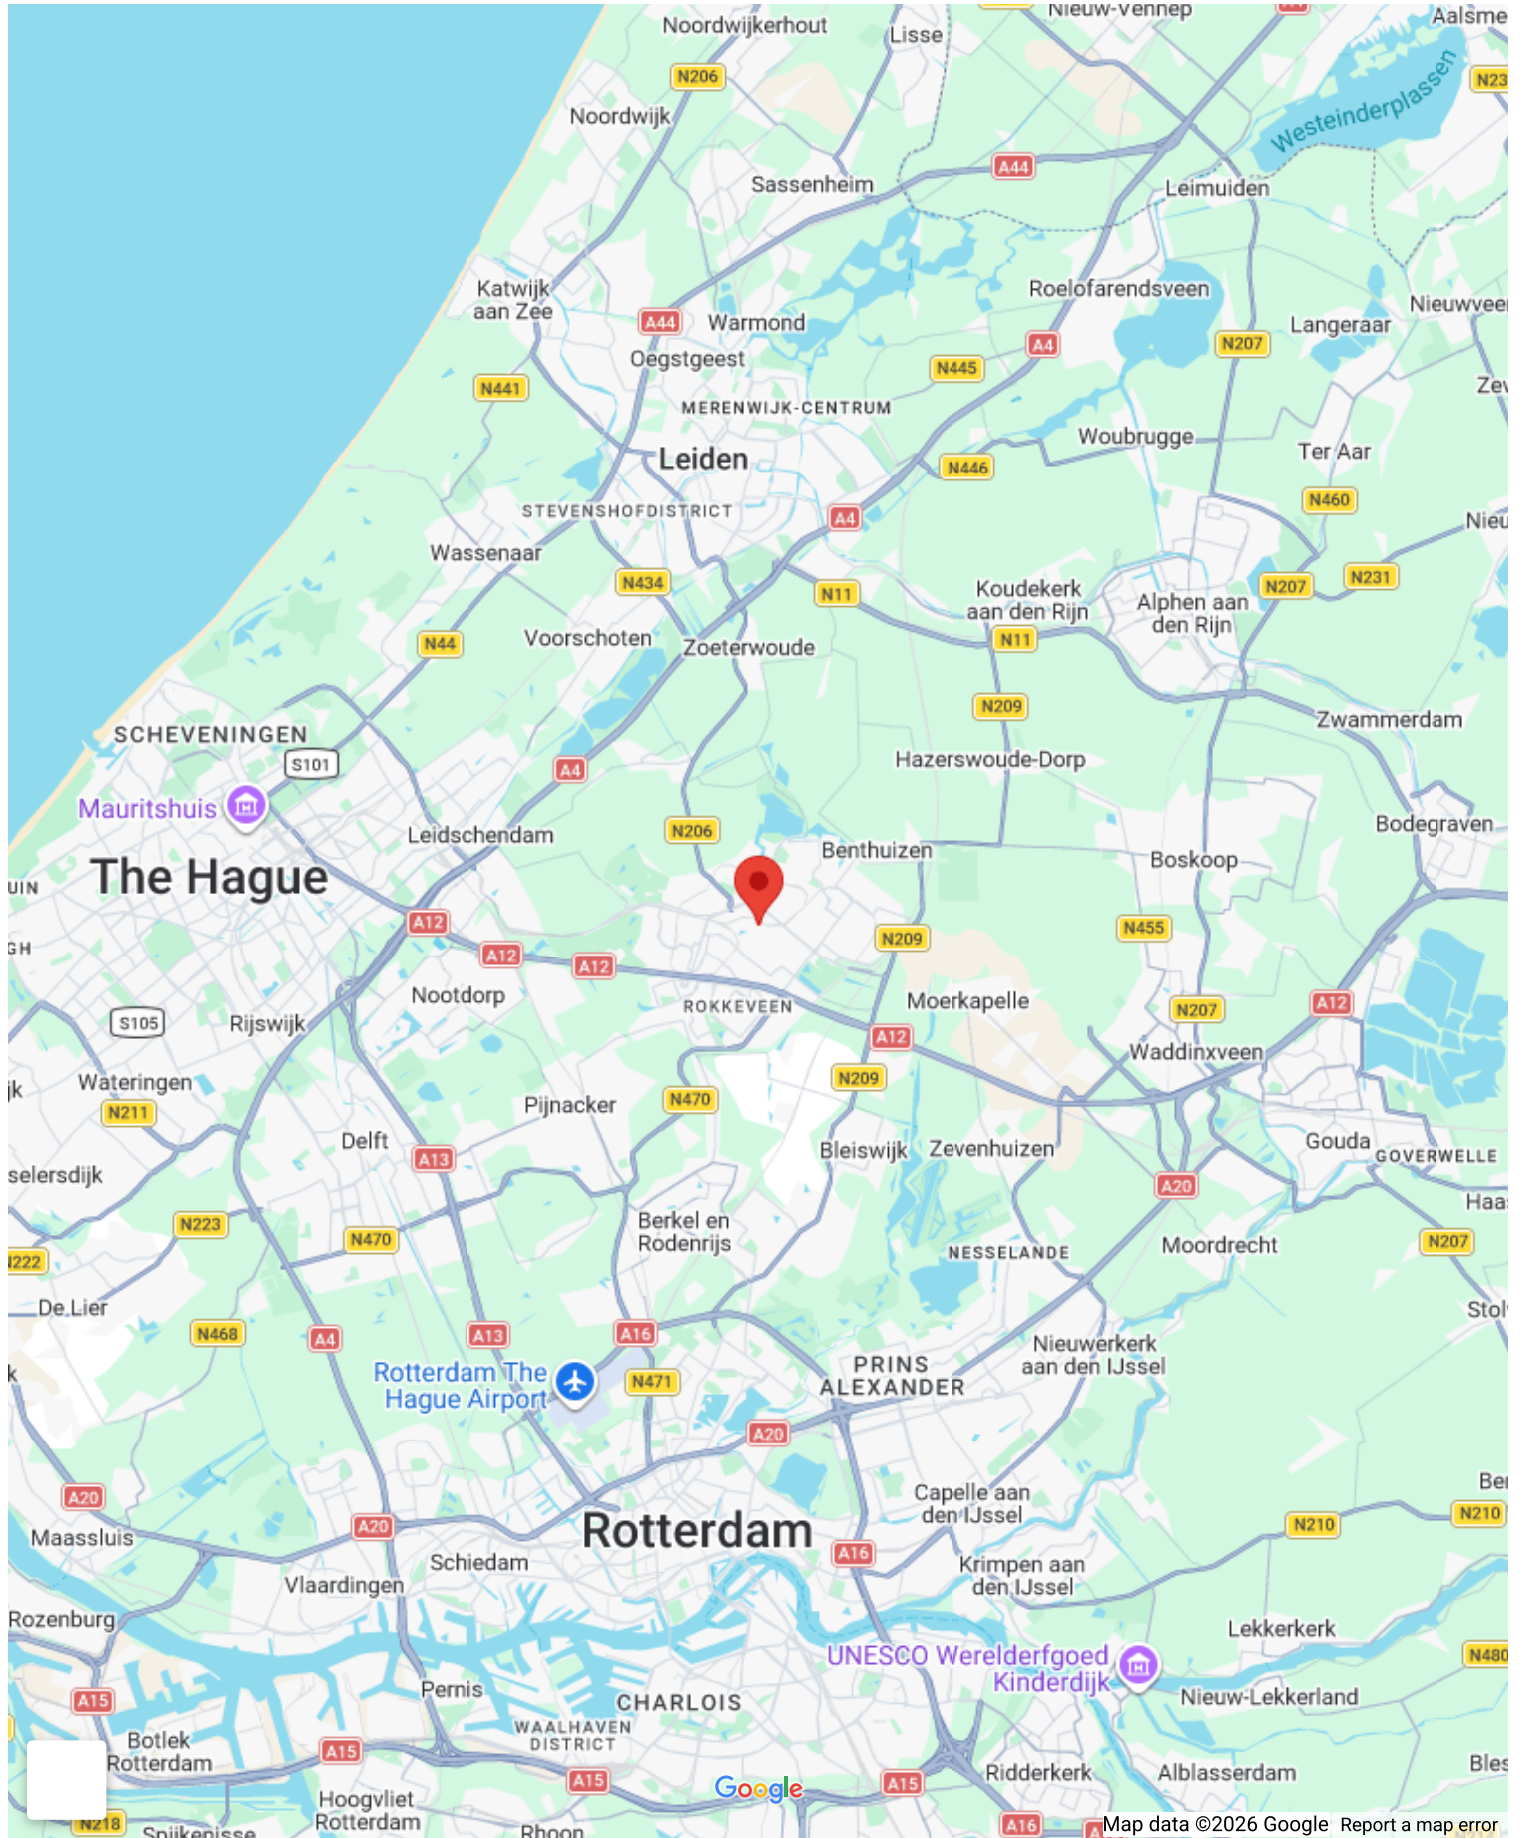 Noordwijkerhout
Lisse
Nieuw-Vennep
A4
Aalsme
N206
N23
Westeinderplassen
Noordwijk
A44
Sassenheim
Leimuiden
Katwijk
aan Zee
Roelofarendsveen
Nieuwveen
A44
Warmond
Langeraar
A4
N207
Oegstgeest
N445
N441
Zev
MERENWIJK-CENTRUM
Woubrugge
Leiden
N446
Ter Aar
N460
STEVENSHOFDISTRICT
A4
Nieu
Wassenaar
N434
N11
Koudekerk
aan den Rijn
Alphen aan
den Rijn
N207
N231
N44
Voorschoten
Zoeterwoude
N11
N209
Zwammerdam
SCHEVENINGEN
S101
A4
Hazerswoude-Dorp
Mauritshuis
Leidschendam
N206
Benthuizen
Bodegraven
Boskoop
The Hague
UIN
A12
A12
A12
N209
N455
GH
Nootdorp
ROKKEVEEN
Moerkapelle
N207
A12
S105
Rijswijk
A12
Waddinxveen
jk
Wateringen
N211
Pijnacker
N470
N209
Delft
A13
Bleiswijk
Zevenhuizen
Gouda
GOVERWELLE
selersdijk
A20
Haas
N223
N470
Berkel en
Rodenrijs
NESSELANDE
Moordrecht
N207
N222
De Lier
Stol
N468
A4
A13
A16
Nieuwerkerk
aan den IJssel
k
Rotterdam The
Hague Airport
N471
PRINS
ALEXANDER
A20
Ber
A20
Capelle aan
den IJssel
N210
N210
Maassluis
A20
Rotterdam
A16
Schiedam
Krimpen aan
den IJssel
Vlaardingen
Rozenburg
Lekkerkerk
UNESCO Werelderfgoed
Kinderdijk
N480
A15
Pernis
CHARLOIS
Nieuw-Lekkerland
WAALHAVEN
DISTRICT
Botlek
Rotterdam
A15
A15
Google
A15
Ridderkerk
Alblasserdam
Bles
Hoogvliet
Rotterdam
N218
Spijkenisse
Rhoon
A16
Map data ©2026 Google
Report a map error